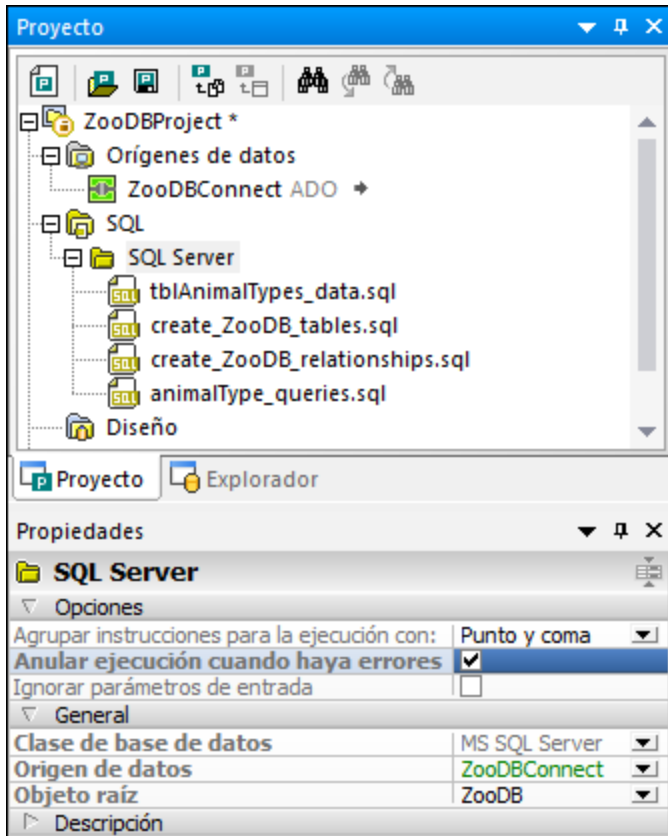 Proyecto
ZooDBProject *
Orígenes de datos
ZooDBConnect ADO
SQL
SQL Server
tblAnimalTypes_data.sql
create_ZooDB_tables.sql
create_ZooDB_relationships.sql
animalType_queries.sql
Diseño
Proyecto Explorador
Propiedades
SQL Server
Opciones
Agrupar instrucciones para la ejecución con: Punto y coma
Anular ejecución cuando haya errores
Ignorar parámetros de entrada
General
Clase de base de datos MS SQL Server
Origen de datos ZooDBConnect
Objeto raíz ZooDB
Descripción